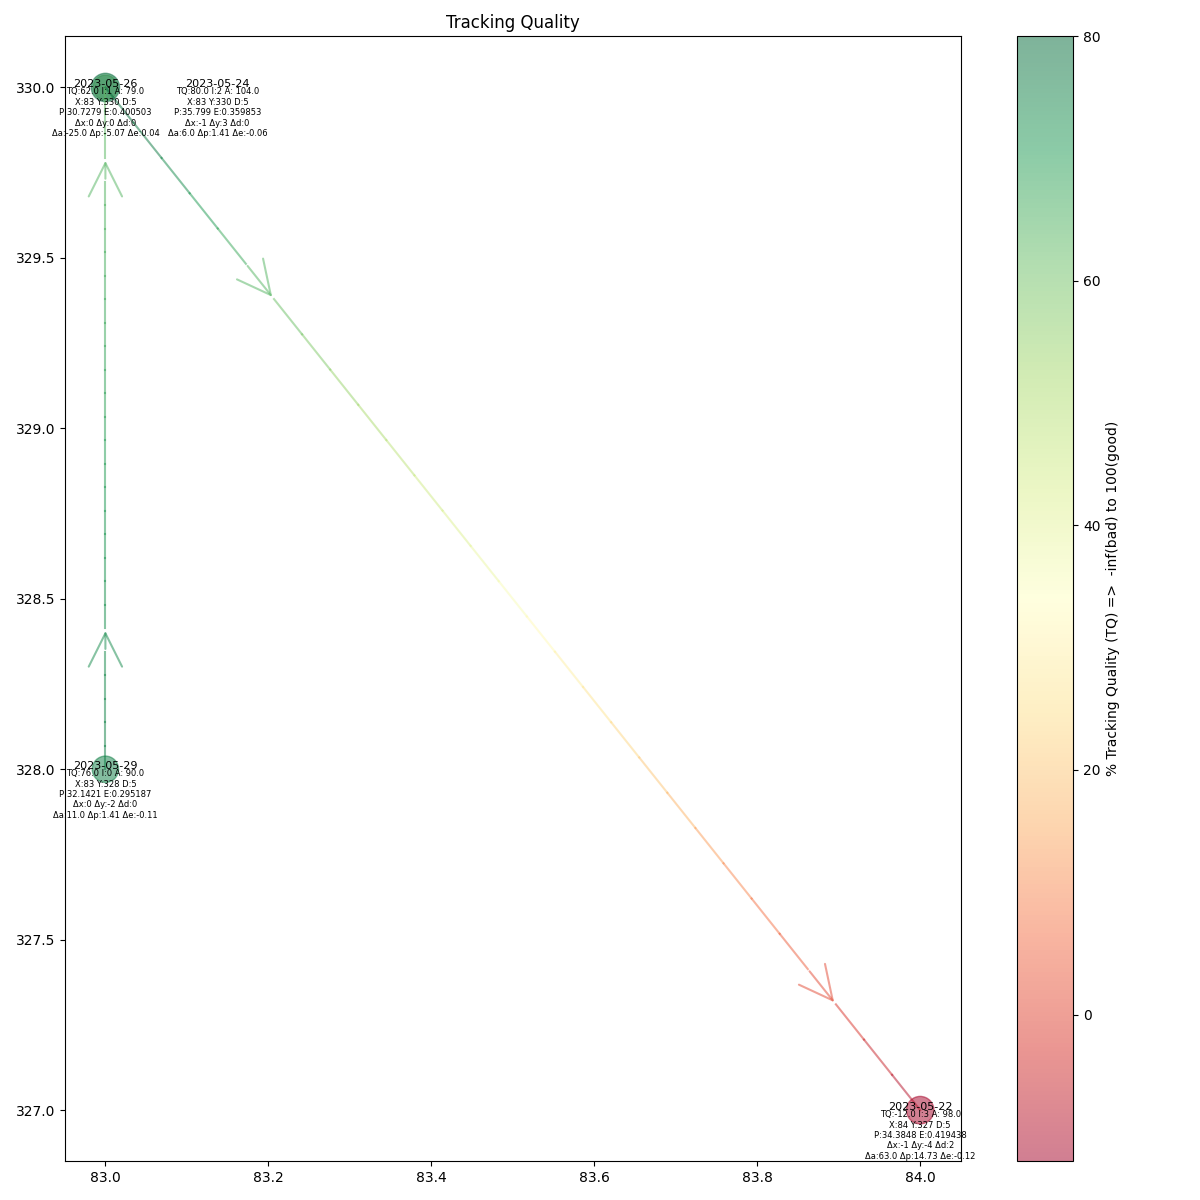 Tracking Quality
330.0
329.5
329.0
328.5
328.0
327.5
327.0
2023-05-26
TQ:62.0 I:1 A: 79.0
X:83 Y:330 D:5
P:30.7279 E:0.400503
Δx:0 Δy:0 Δd:0
Δa:-25.0 Δp:-5.07 Δe:0.04
2023-05-24
TQ:80.0 I:2 A: 104.0
X:83 Y:330 D:5
P:35.799 E:0.359853
Δx:-1 Δy:3 Δd:0
Δa:6.0 Δp:1.41 Δe:-0.06
2023-05-29
TQ:76.0 I:0 A: 90.0
X:83 Y:328 D:5
P:32.1421 E:0.295187
Δx:0 Δy:-2 Δd:0
Δa:11.0 Δp:1.41 Δe:-0.11
2023-05-22
TQ:-12.0 I:3 A: 98.0
X:84 Y:327 D:5
P:34.3848 E:0.419438
Δx:-1 Δy:-4 Δd:2
Δa:63.0 Δp:14.73 Δe:-0.12
83.0 83.2 83.4 83.6 83.8 84.0
80
60
40
20
0
% Tracking Quality (TQ) => -inf(bad) to 100(good)